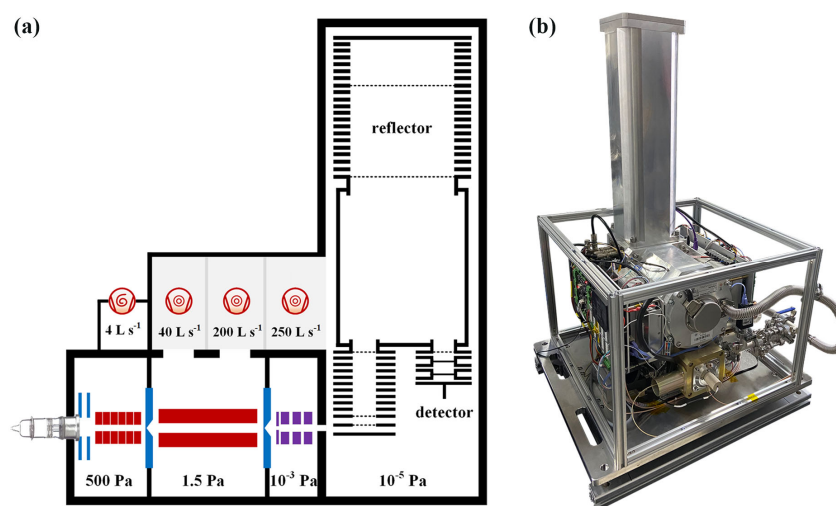 (a)
(b)
reflector
4 L s⁻¹
40 L s⁻¹
200 L s⁻¹
250 L s⁻¹
detector
500 Pa
1.5 Pa
10⁻³ Pa
10⁻⁵ Pa